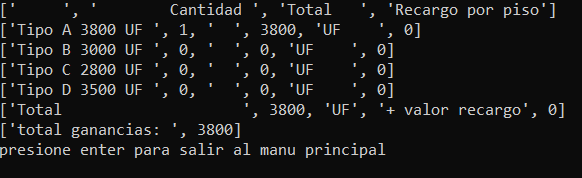 ['     ', '        Cantidad ', 'Total   ', 'Recargo por piso']
['Tipo A 3800 UF ', 1, '   ', 3800, 'UF     ', 0]
['Tipo B 3000 UF ', 0, '   ', 0, 'UF     ', 0]
['Tipo C 2800 UF ', 0, '   ', 0, 'UF     ', 0]
['Tipo D 3500 UF ', 0, '   ', 0, 'UF     ', 0]
['Total                   ', 3800, 'UF', '+ valor recargo', 0]
['total ganancias: ', 3800]
presione enter para salir al manu principal